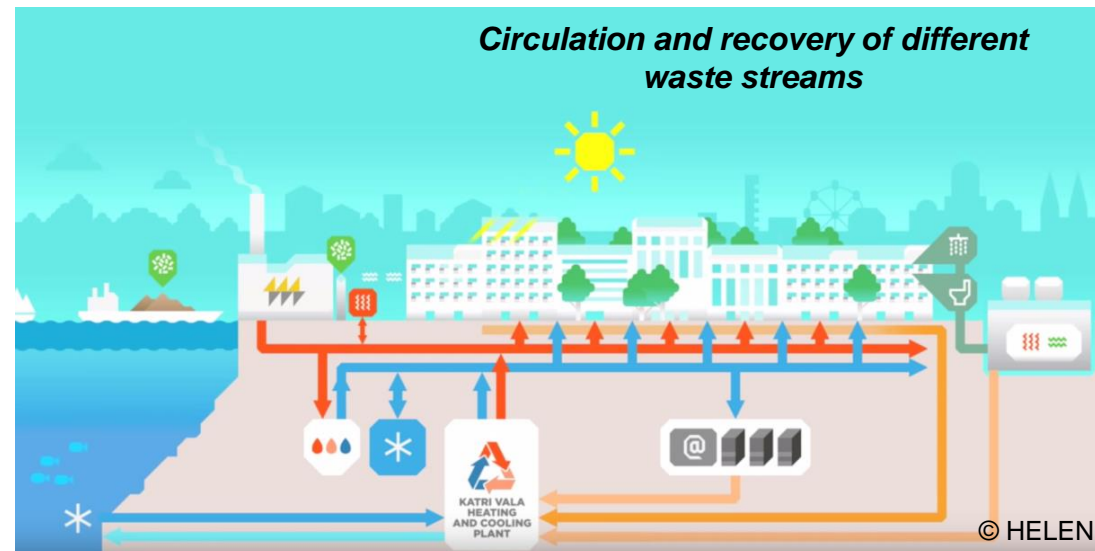 Circulation and recovery of different
waste streams
@
KATRI VALA
HEATING
AND COOLING
PLANT
© HELEN